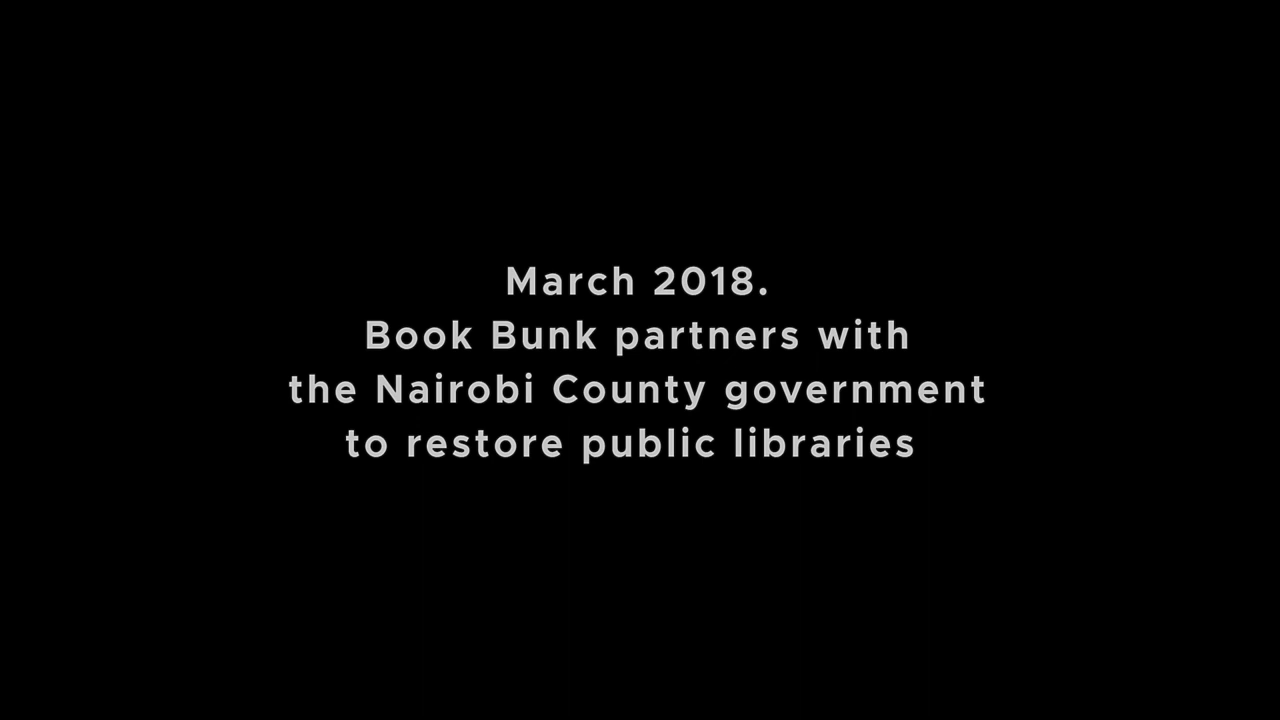 March 2018.
Book Bunk partners with
the Nairobi County government
to restore public libraries